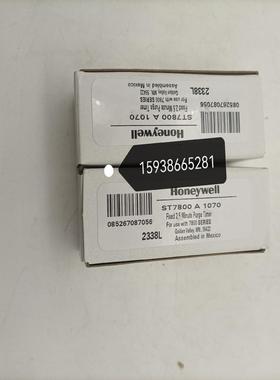 085267087056
2338L
Assembled in Mexico
Golden Valley, MN. 55422
For use with 7800 SERIES
Fixed 2.5 Minute Purge Timer
ST7800 A 1070
Honeywell
15938665281
Honeywell
ST7800 A 1070
Fixed 2.5 Minute Purge Timer
For use with 7800 SERIES
Golden Valley, MN. 55422
Assembled in Mexico
085267087056
2338L